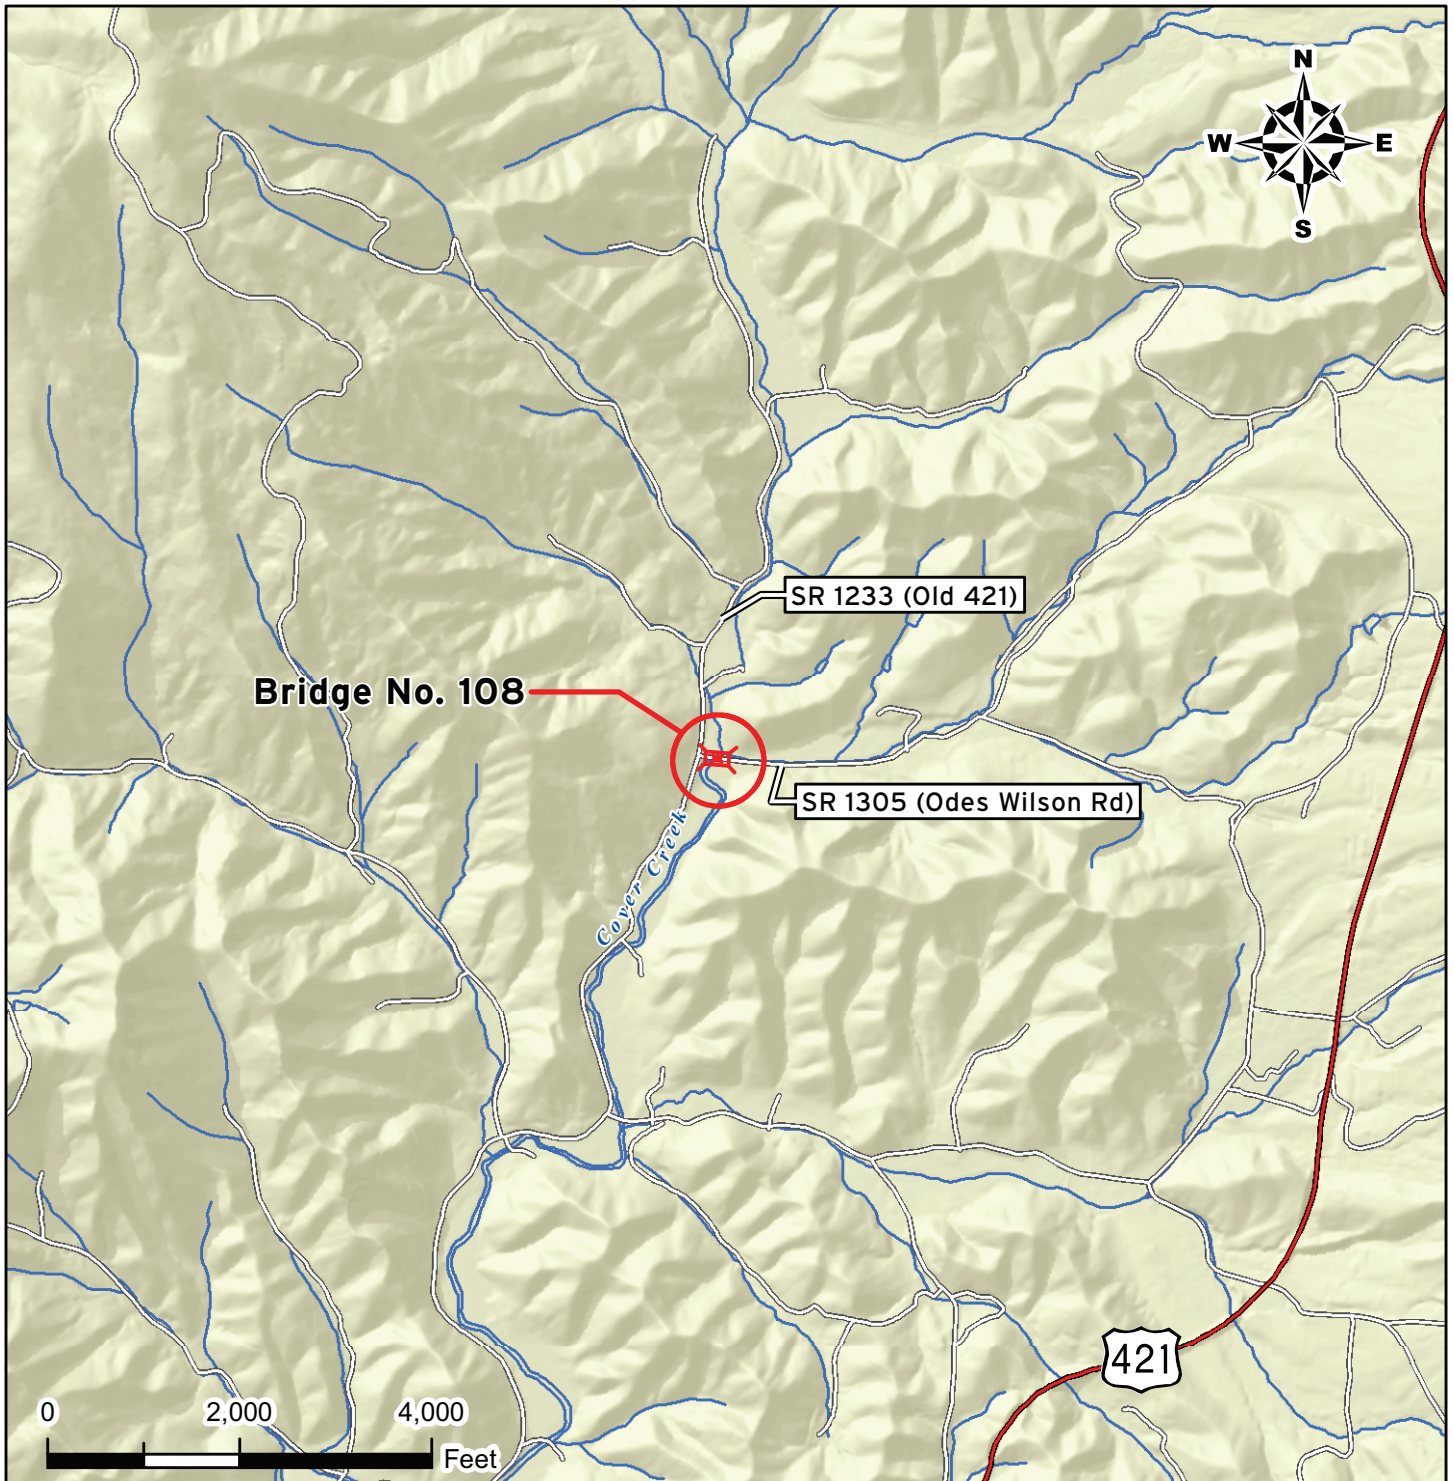 N
W E
S
SR 1233 (Old 421)
Bridge No. 108
SR 1305 (Odes Wilson Rd)
Cover Creek
421
0 2,000 4,000
Feet